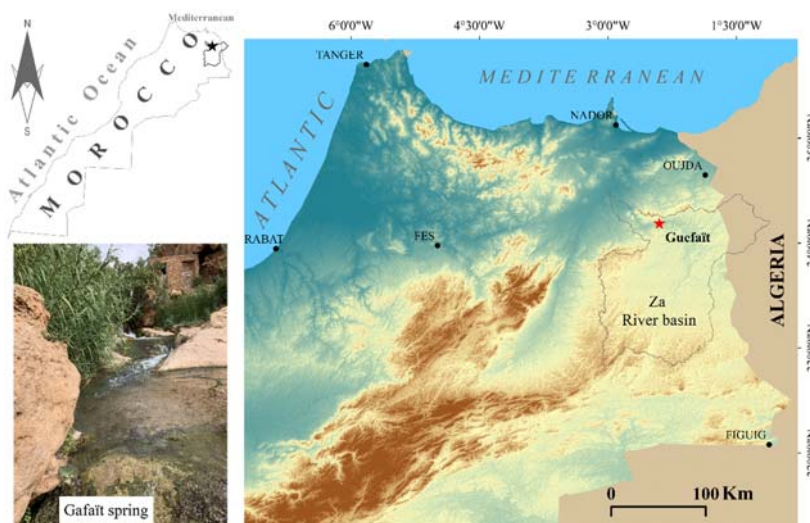 N
S
Mediterranean
Atlantic Ocean
MOROCCO
Gafaït spring
6°0'0"W
4°30'0"W
3°0'0"W
1°30'0"W
TANGER
MEDITERRANEAN
NADOR
ATLANTIC
OUJDA
RABAT
FES
Guefaït
ALGERIA
Za
River basin
FIGUIG
0 100 Km